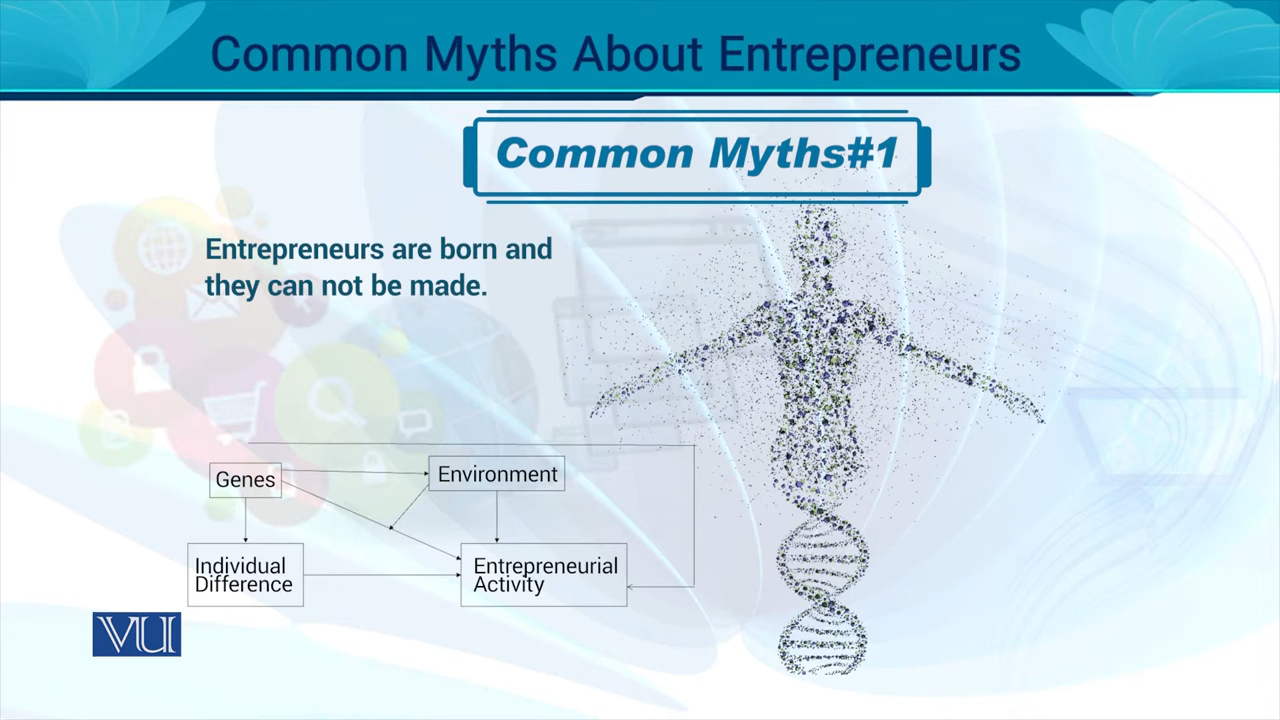 Common Myths About Entrepreneurs
Common Myths#1
Entrepreneurs are born and
they can not be made.
Genes
Environment
Individual
Difference
Entrepreneurial
Activity
VU